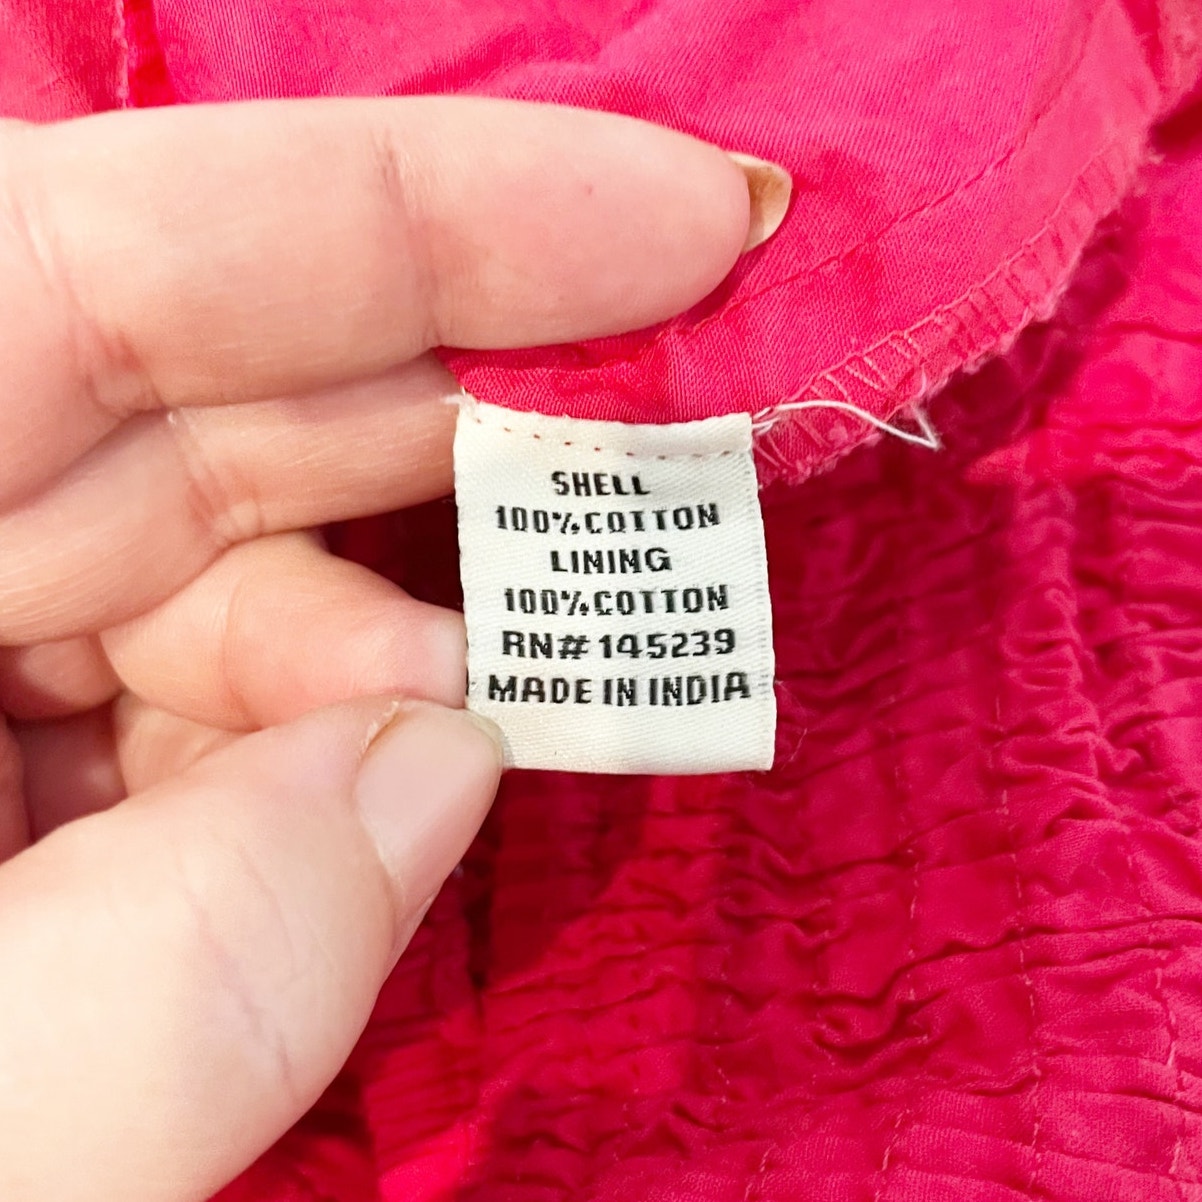 SHELL
100%COTTON
LINING
100%COTTON
RN#145239
MADE IN INDIA